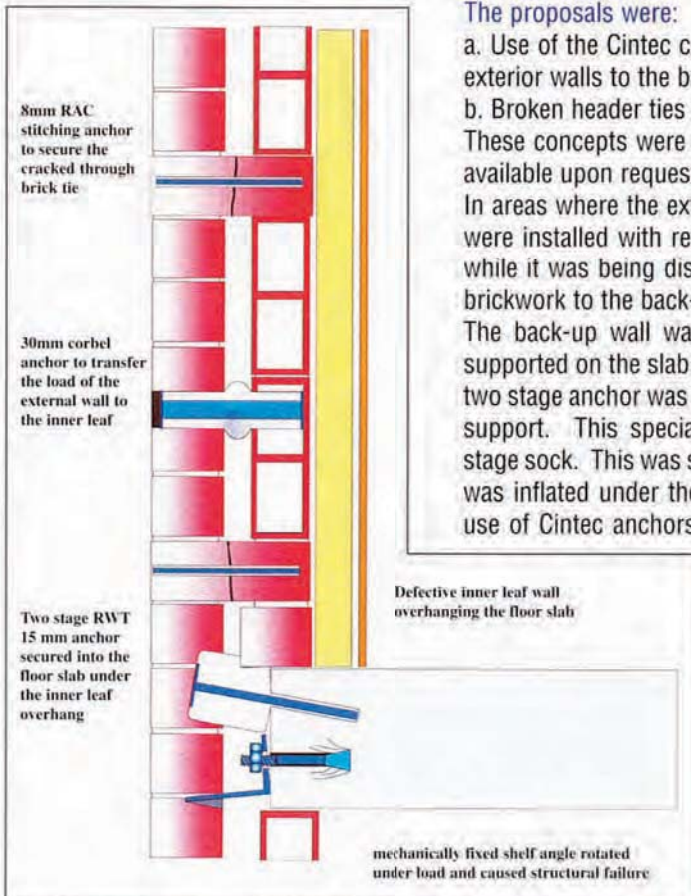 The proposals were:
a. Use of the Cintec c
exterior walls to the b
b. Broken header ties
These concepts were
available upon reques
In areas where the ex
were installed with re
while it was being dis
brickwork to the back-
The back-up wall wa
supported on the slab
two stage anchor was
support. This specia
stage sock. This was s
was inflated under the
use of Cintec anchors
8mm RAC
stitching anchor
to secure the
cracked through
brick tie
30mm corbel
anchor to transfer
the load of the
external wall to
the inner leaf
Two stage RWT
15 mm anchor
secured into the
floor slab under
the inner leaf
overhang
Defective inner leaf wall
overhanging the floor slab
mechanically fixed shelf angle rotated
under load and caused structural failure